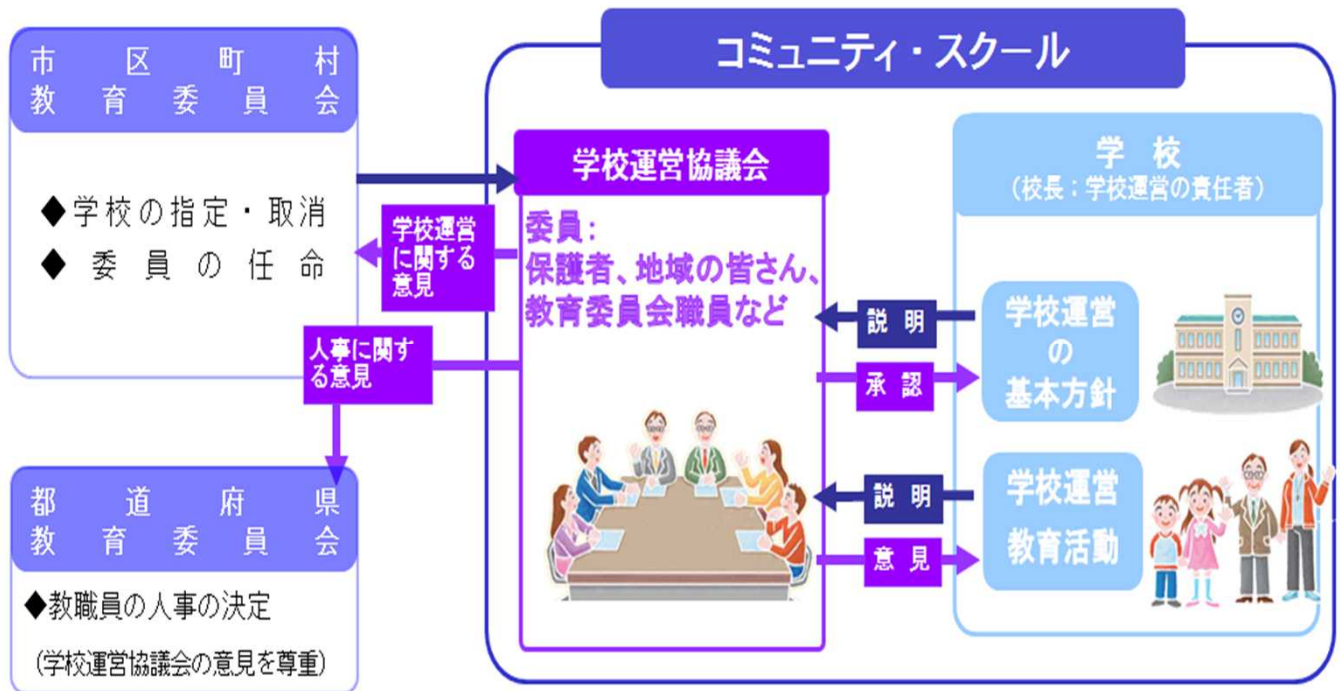 コミュニティ・スクール
市区町村
教育委員会
◆学校の指定・取消
◆委員の任命
学校運営
に関する
意見
人事に関す
る意見
都道府県
教育委員会
◆教職員の人事の決定
(学校運営協議会の意見を尊重)
学校運営協議会
委員:
保護者、地域の皆さん、
教育委員会職員など
説明
承認
説明
意見
学校
(校長:学校運営の責任者)
学校運営
の
基本方針
学校運営
教育活動